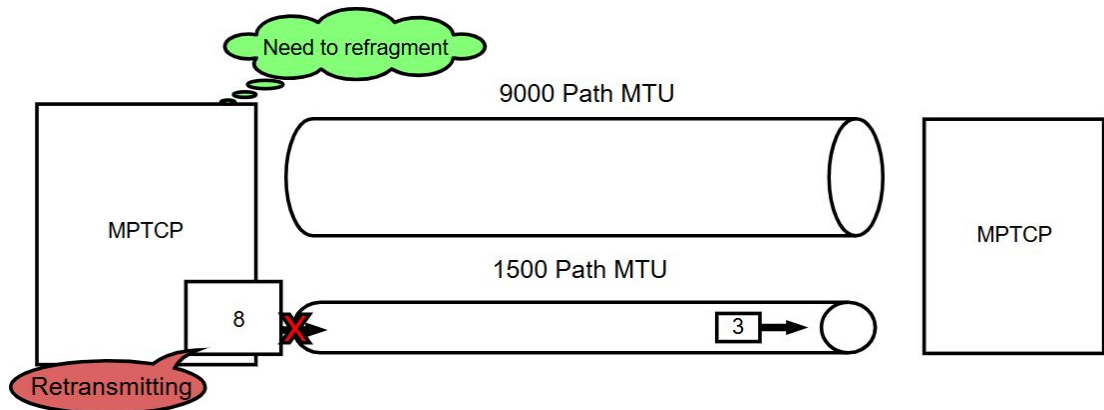 Need to refragment
9000 Path MTU
MPTCP
MPTCP
1500 Path MTU
8
3
Retransmitting